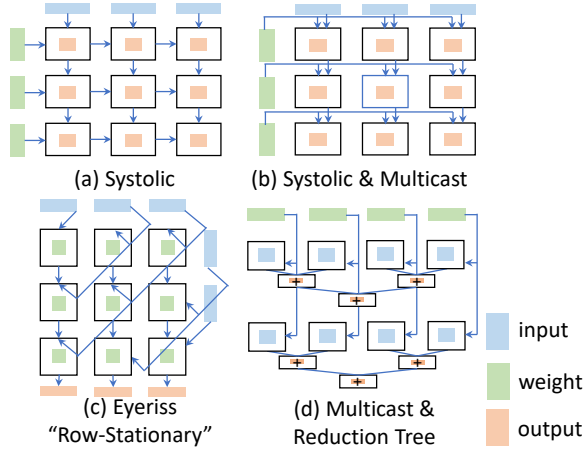 (a) Systolic
(b) Systolic & Multicast
+
+
+
+
+
+
input
weight
output
(c) Eyeriss
"Row-Stationary"
(d) Multicast &
Reduction Tree